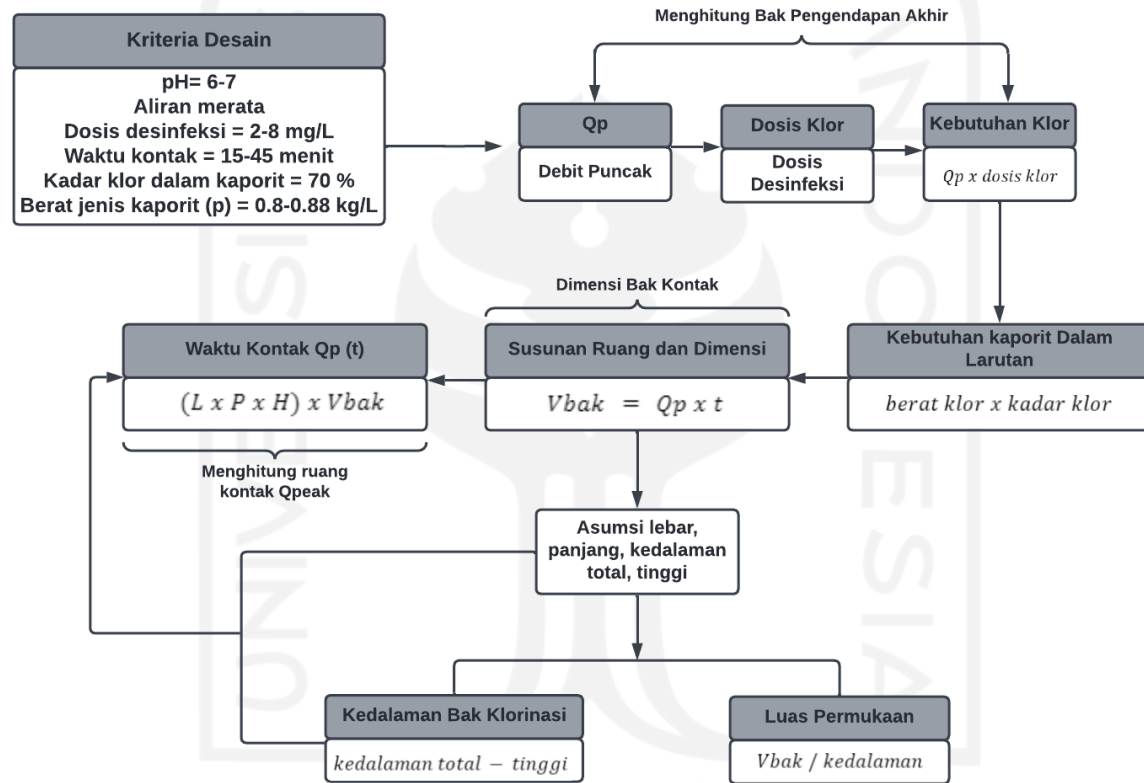 Menghitung Bak Pengendapan Akhir
Kriteria Desain
pH= 6-7
Aliran merata
Dosis desinfeksi = 2-8 mg/L
Waktu kontak = 15-45 menit
Kadar klor dalam kaporit = 70 %
Berat jenis kaporit (p) = 0.8-0.88 kg/L
Qp
Debit Puncak
Dosis Klor
Dosis
Desinfeksi
Kebutuhan Klor
Qp x dosis klor
Kebutuhan kaporit Dalam
Larutan
berat klor x kadar klor
Dimensi Bak Kontak
Susunan Ruang dan Dimensi
Vbak = Qp x t
Waktu Kontak Qp (t)
(L x P x H) x Vbak
Menghitung ruang
kontak Qpeak
Asumsi lebar,
panjang, kedalaman
total, tinggi
Kedalaman Bak Klorinasi
kedalaman total − tinggi
Luas Permukaan
Vbak / kedalaman